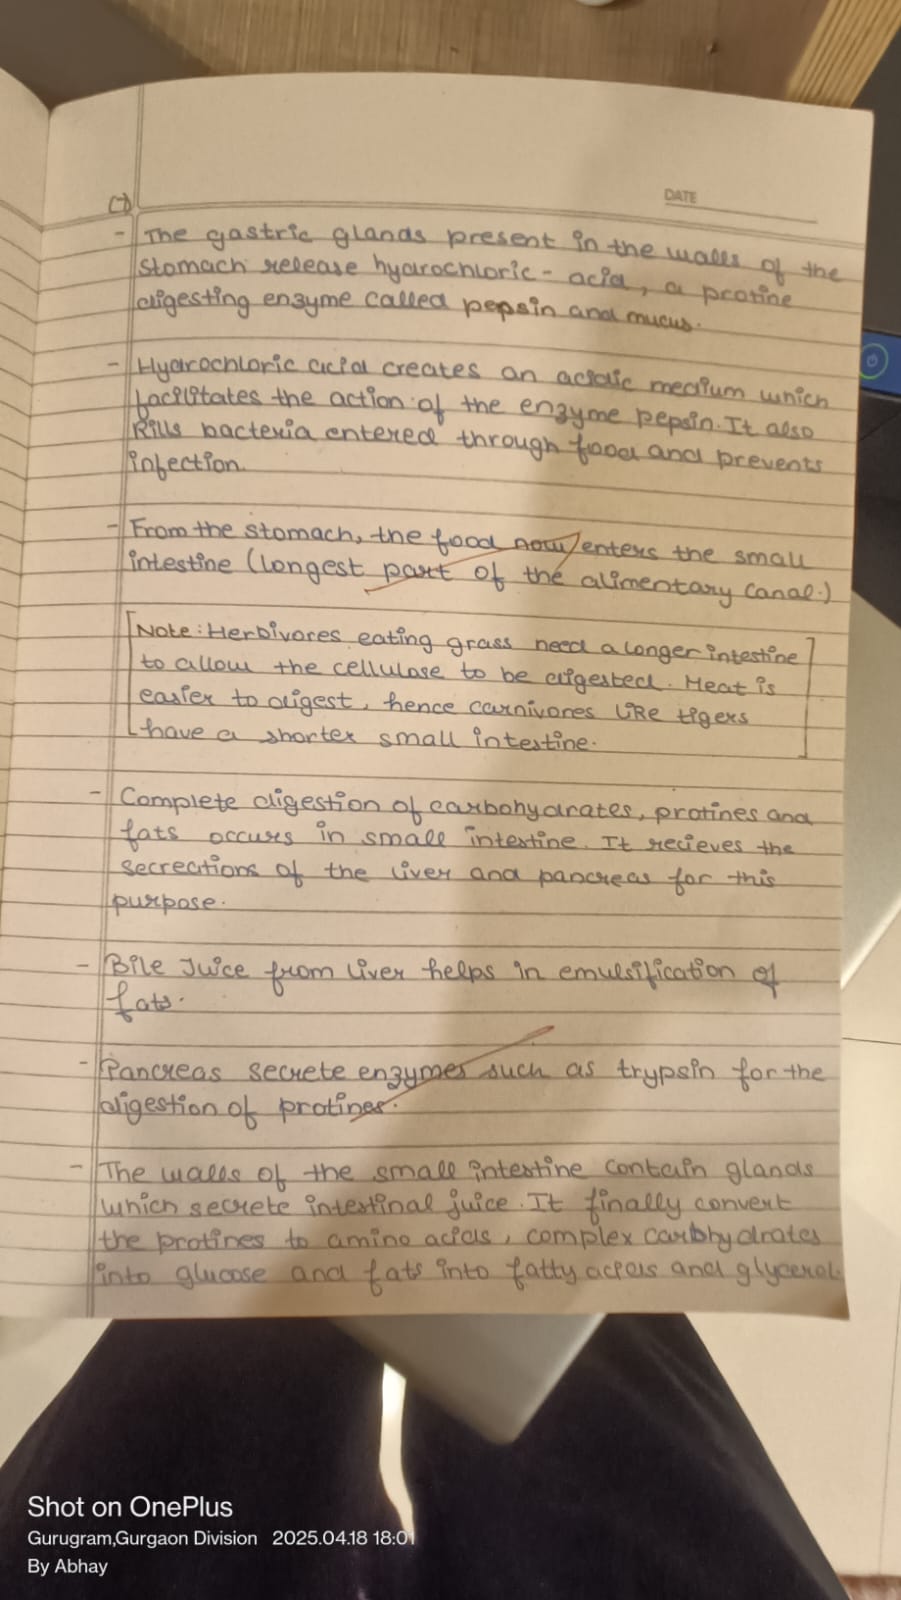 (7)
DATE
- The gastric glands present in the walls of the
stomach release hydrochloric - acid, a protine
digesting enzyme called pepsin and mucus.
- Hydrochloric acid creates an acidic medium which
facilitates the action of the enzyme pepsin. It also
kills bacteria entered through food and prevents
infection.
- From the stomach, the food now enters the small
intestine (longest part of the alimentary canal.)
[Note: Herbivores eating grass need a longer intestine
to allow the cellulose to be digested. Meat is
easier to digest, hence carnivores like tigers
have a shorter small intestine.]
- Complete digestion of carbohydrates, protines and
fats occurs in small intestine. It recieves the
secreations of the liver and pancreas for this
purpose.
- Bile Juice from liver helps in emulsification of
fats.
- Pancreas secrete enzymes such as trypsin for the
digestion of protines.
- The walls of the small intestine contain glands
which secrete intestinal juice. It finally convert
the protines to amino acids, complex carbhydrates
into glucose and fats into fatty acids and glycerol.
Shot on OnePlus
Gurugram,Gurgaon Division 2025.04.18 18:01
By Abhay